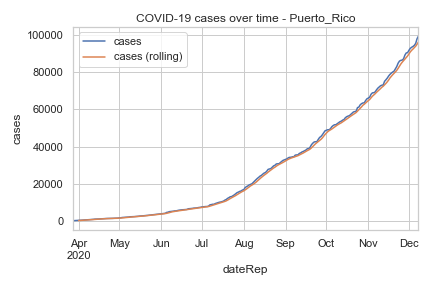 COVID-19 cases over time - Puerto_Rico
cases
cases (rolling)
100000
80000
60000
40000
20000
0
cases
Apr May Jun Jul Aug Sep Oct Nov Dec
2020
dateRep